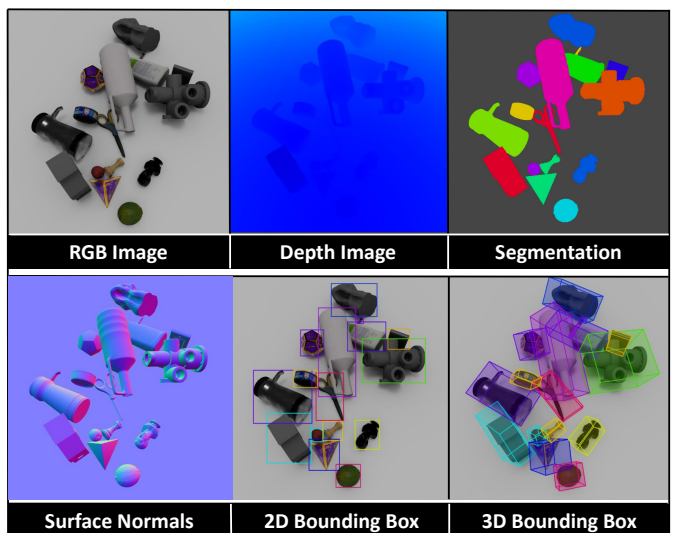 RGB Image
Depth Image
Segmentation
Surface Normals
2D Bounding Box
3D Bounding Box